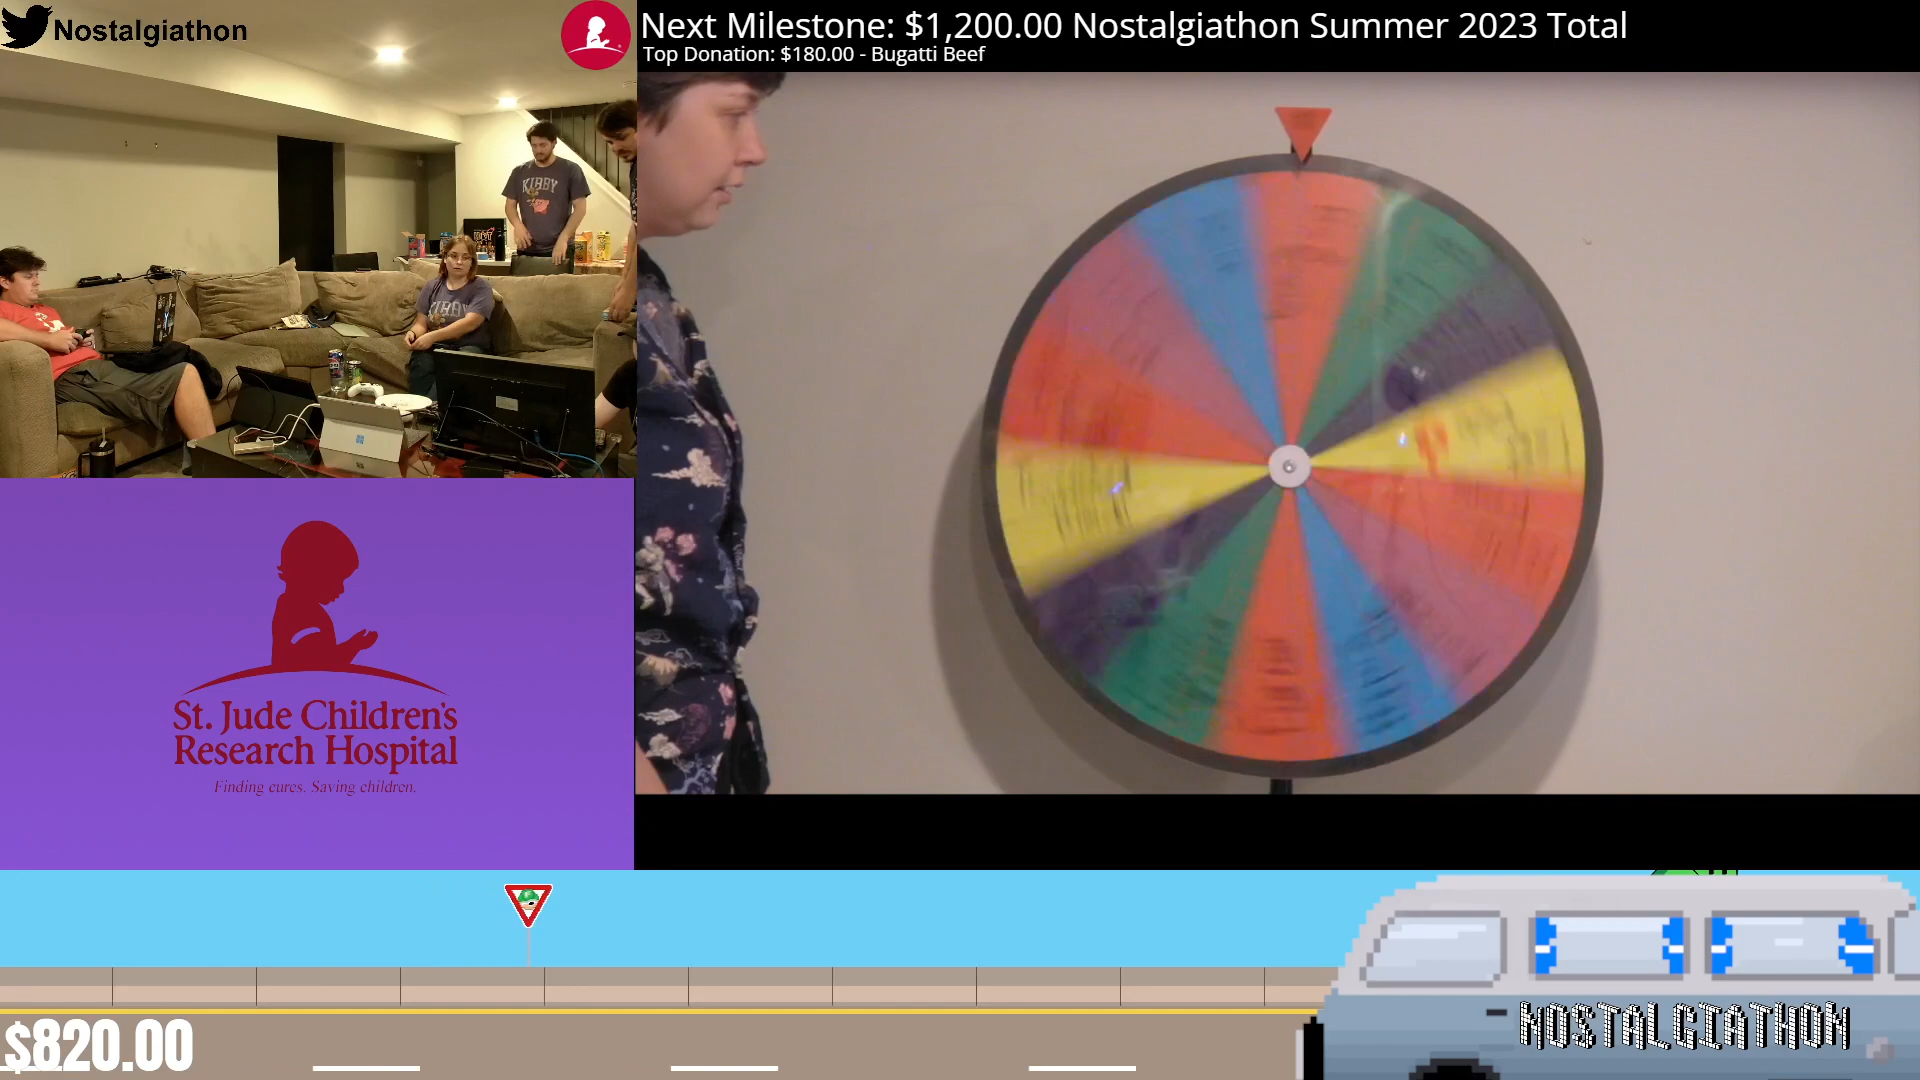 Nostalgiathon
Next Milestone: $1,200.00 Nostalgiathon Summer 2023 Total
Top Donation: $180.00 - Bugatti Beef
KIRBY
KIRBY
St. Jude Children's
Research Hospital
Finding cures. Saving children.
$820.00
NOSTALGIATHON